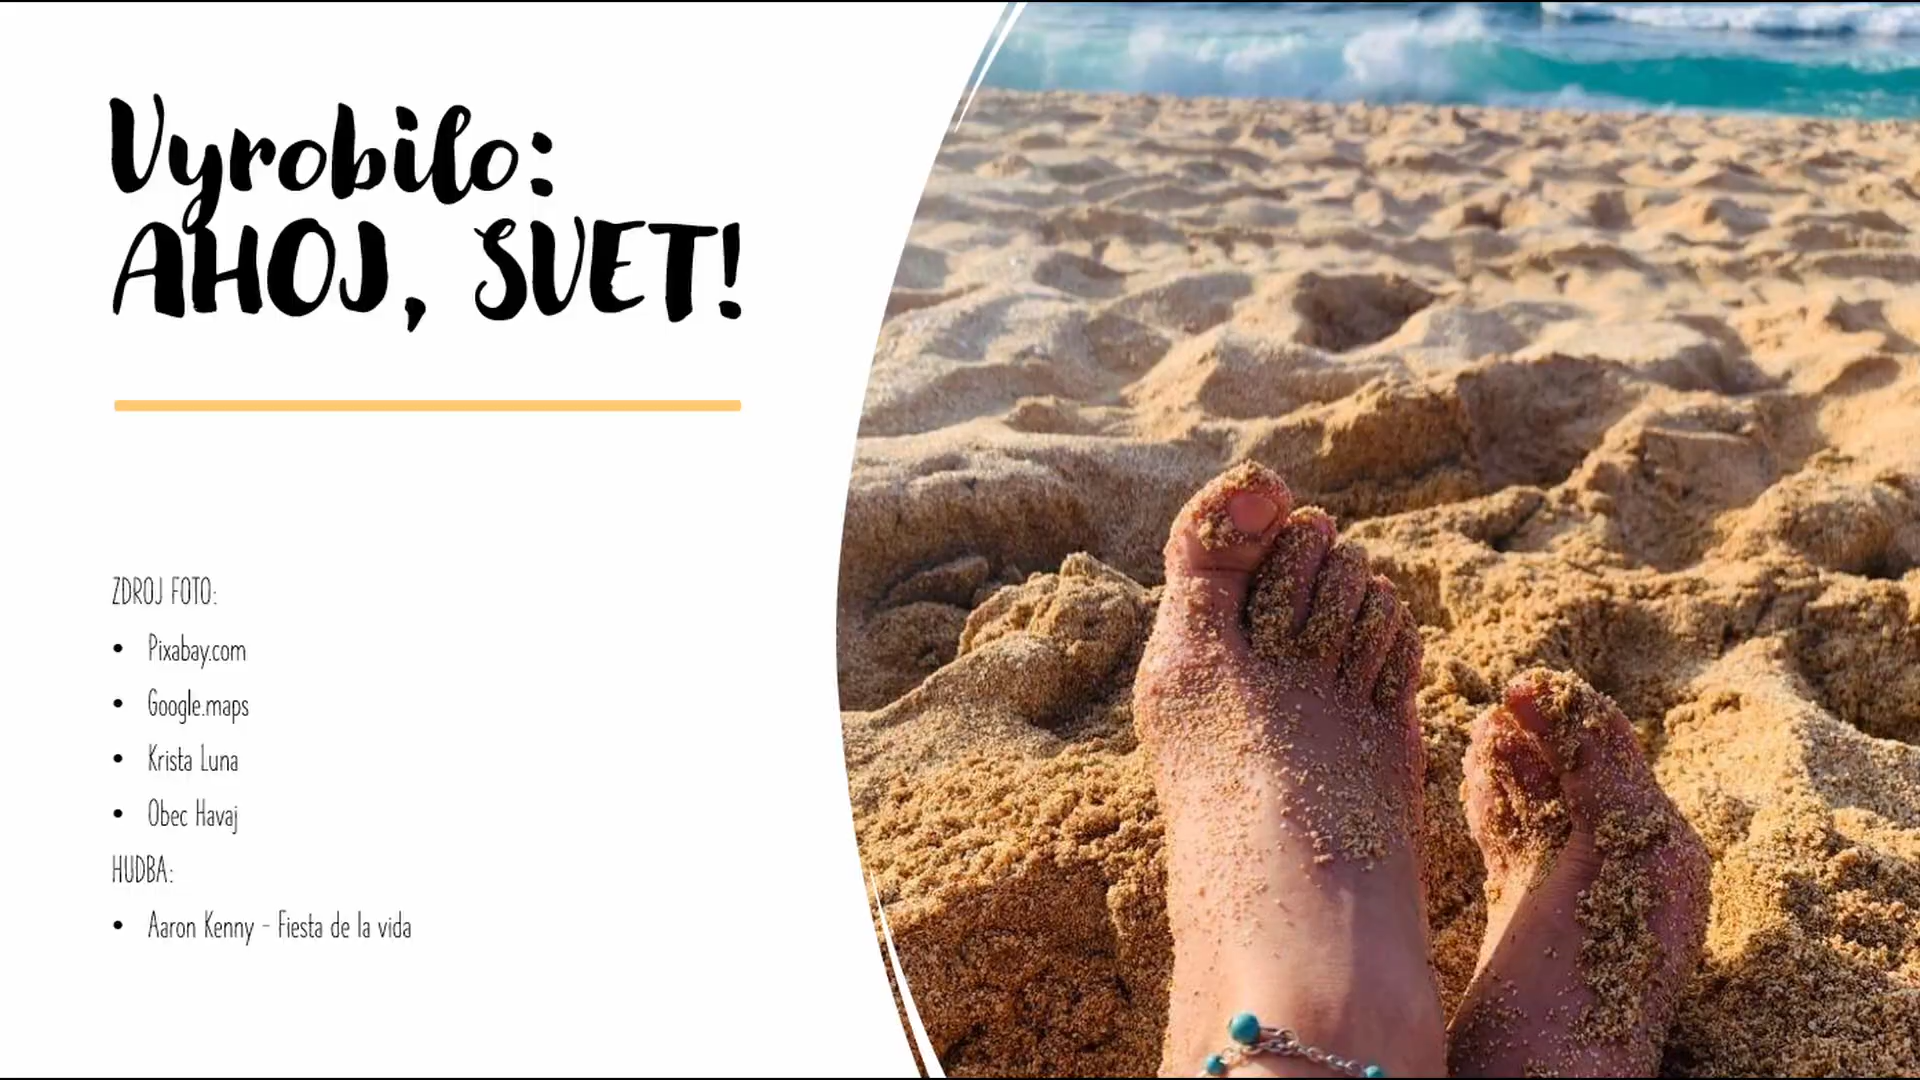 Vyrobilo:
AHOJ, SVET!
ZDROJ FOTO:
• Pixabay.com
• Google.maps
• Krista Luna
• Obec Havaj
HUDBA:
• Aaron Kenny - Fiesta de la vida